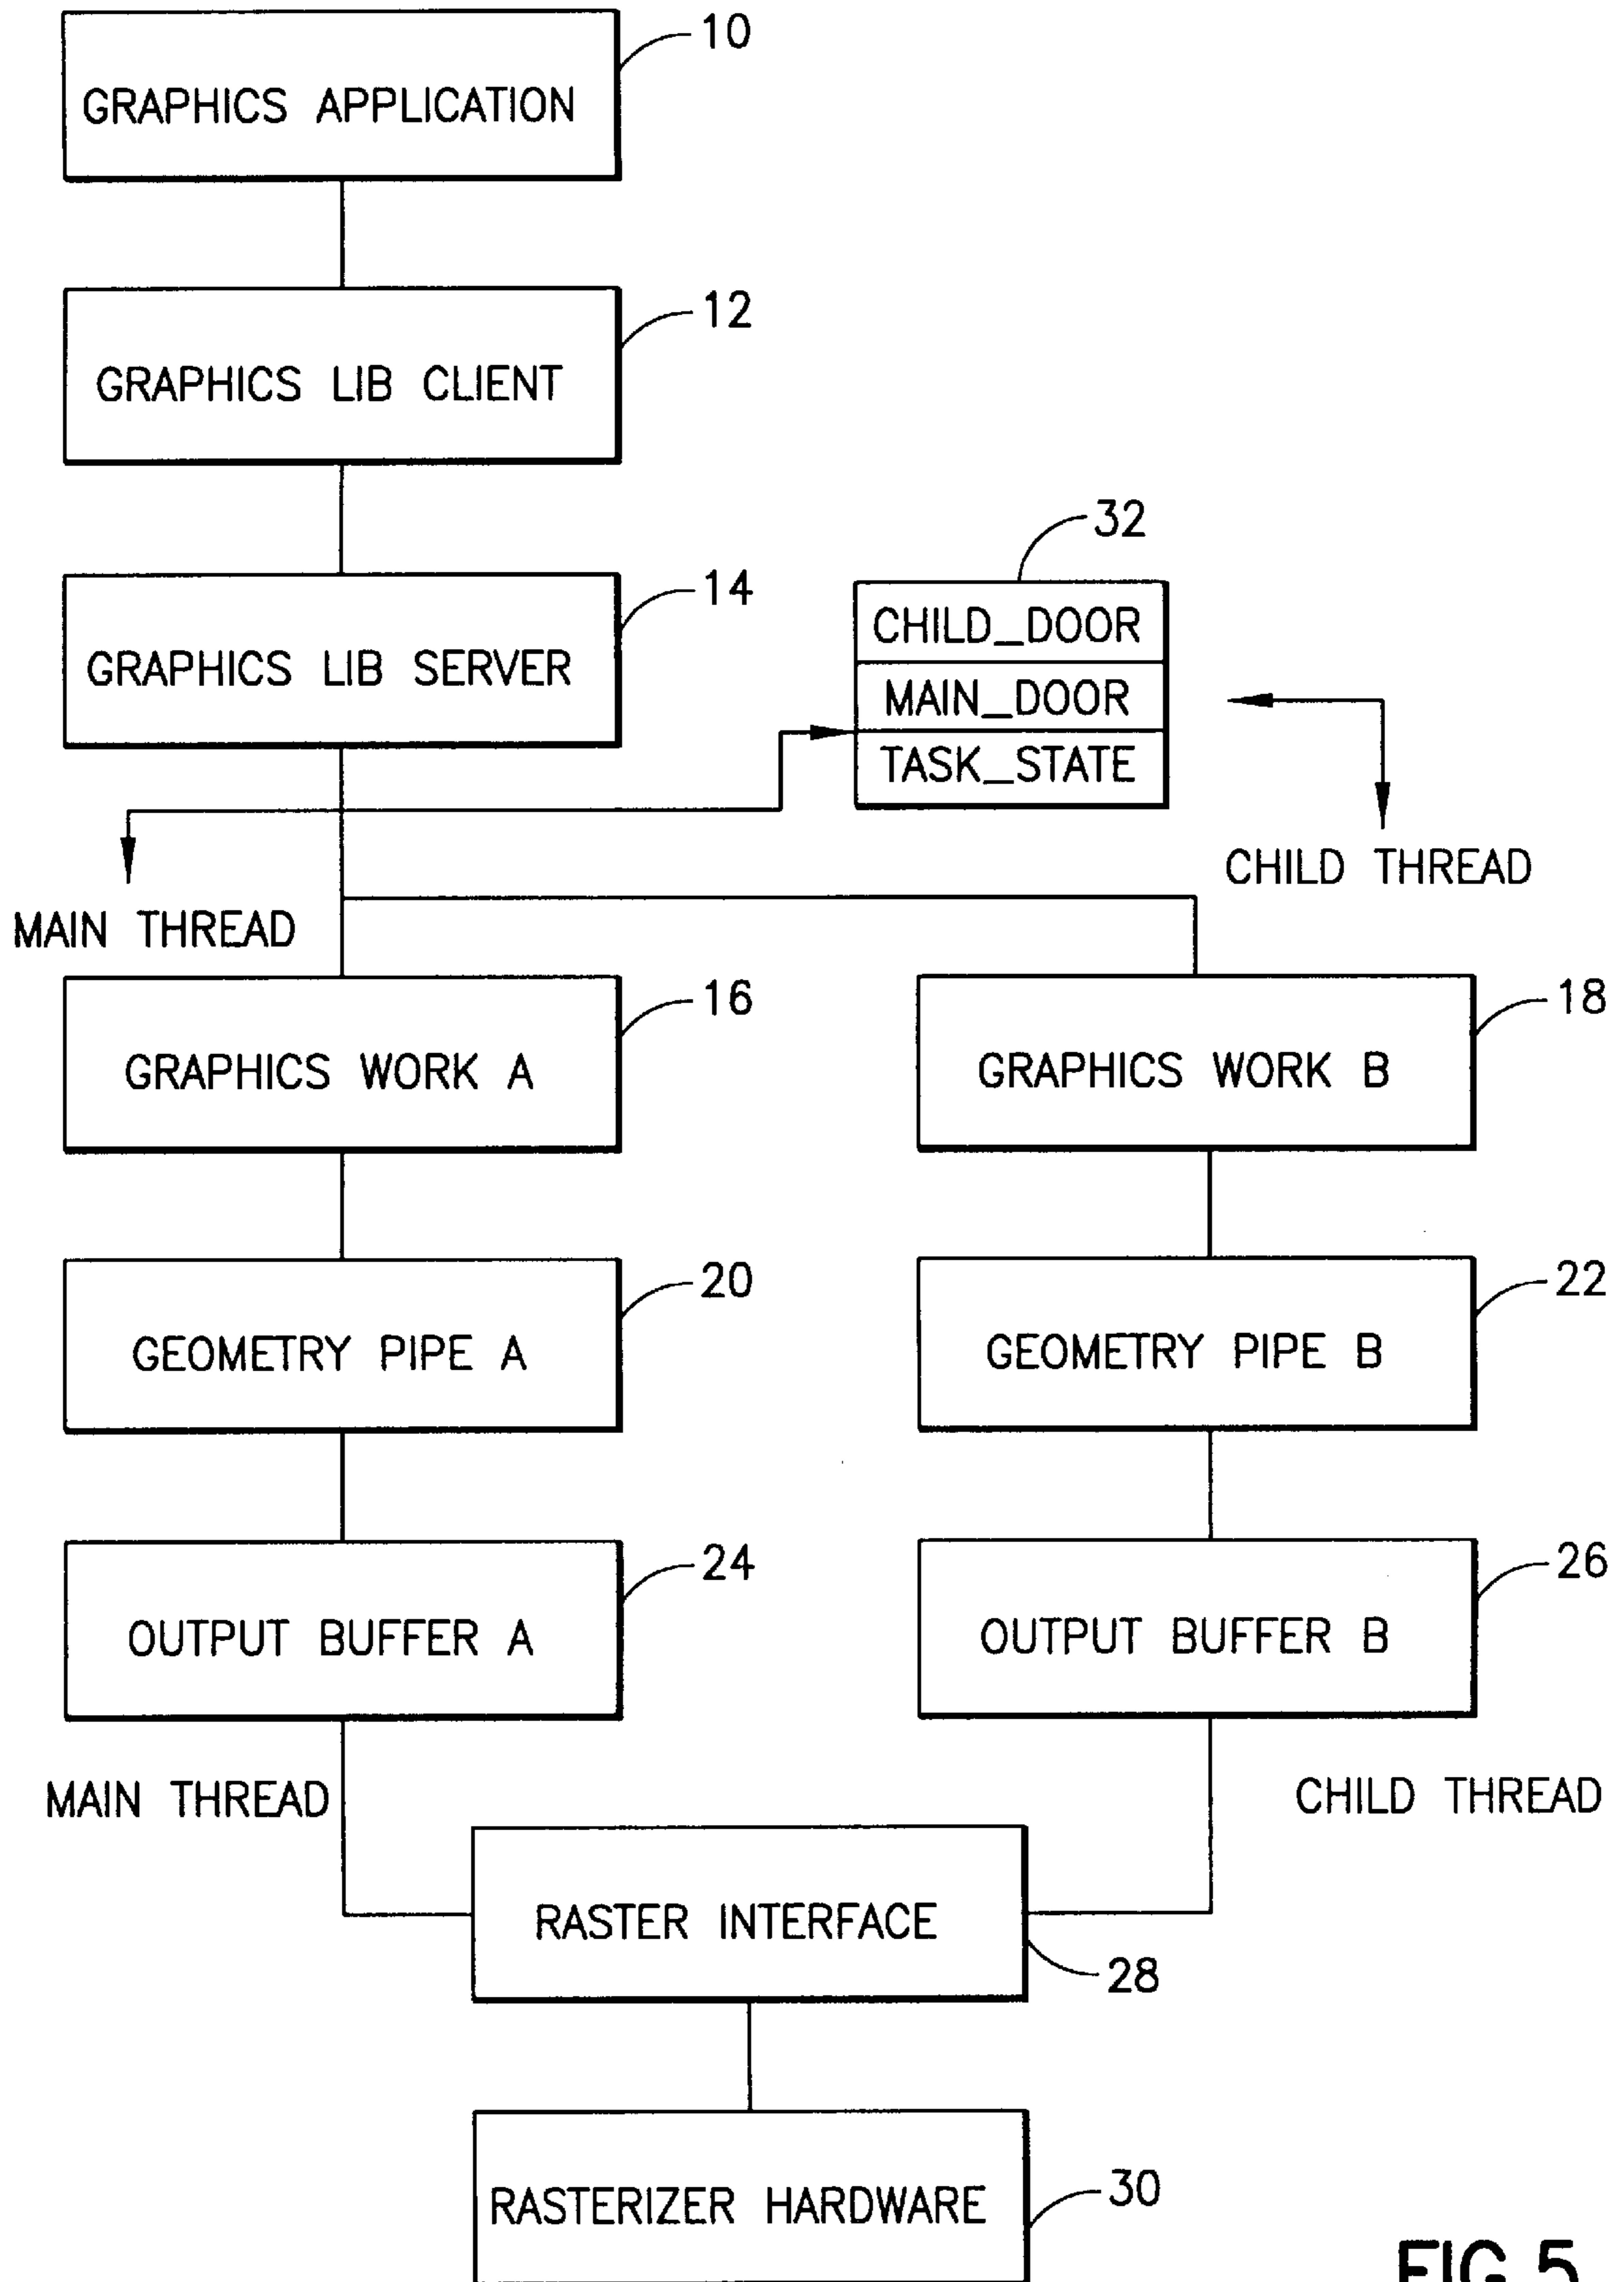 10
GRAPHICS APPLICATION
12
GRAPHICS LIB CLIENT
32
14
CHILD_DOOR
GRAPHICS LIB SERVER
MAIN_DOOR
TASK_STATE
CHILD THREAD
MAIN THREAD
16
18
GRAPHICS WORK A
GRAPHICS WORK B
20
22
GEOMETRY PIPE A
GEOMETRY PIPE B
24
26
OUTPUT BUFFER A
OUTPUT BUFFER B
MAIN THREAD
CHILD THREAD
RASTER INTERFACE
28
RASTERIZER HARDWARE
30
FIG.5